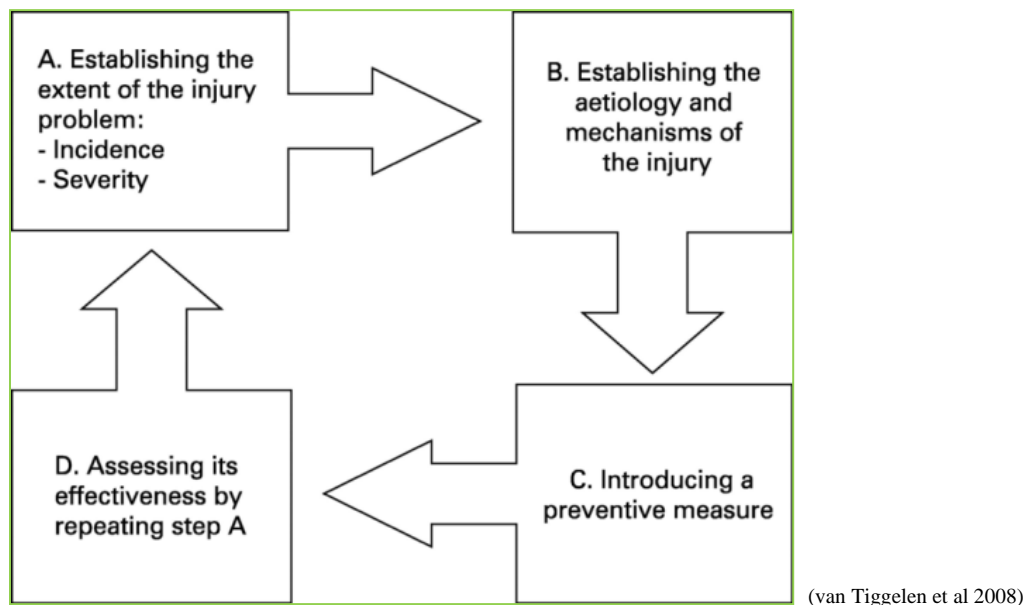 A. Establishing the
extent of the injury
problem:
- Incidence
- Severity
B. Establishing the
aetiology and
mechanisms of
the injury
C. Introducing a
preventive measure
D. Assessing its
effectiveness by
repeating step A
(van Tiggelen et al 2008)